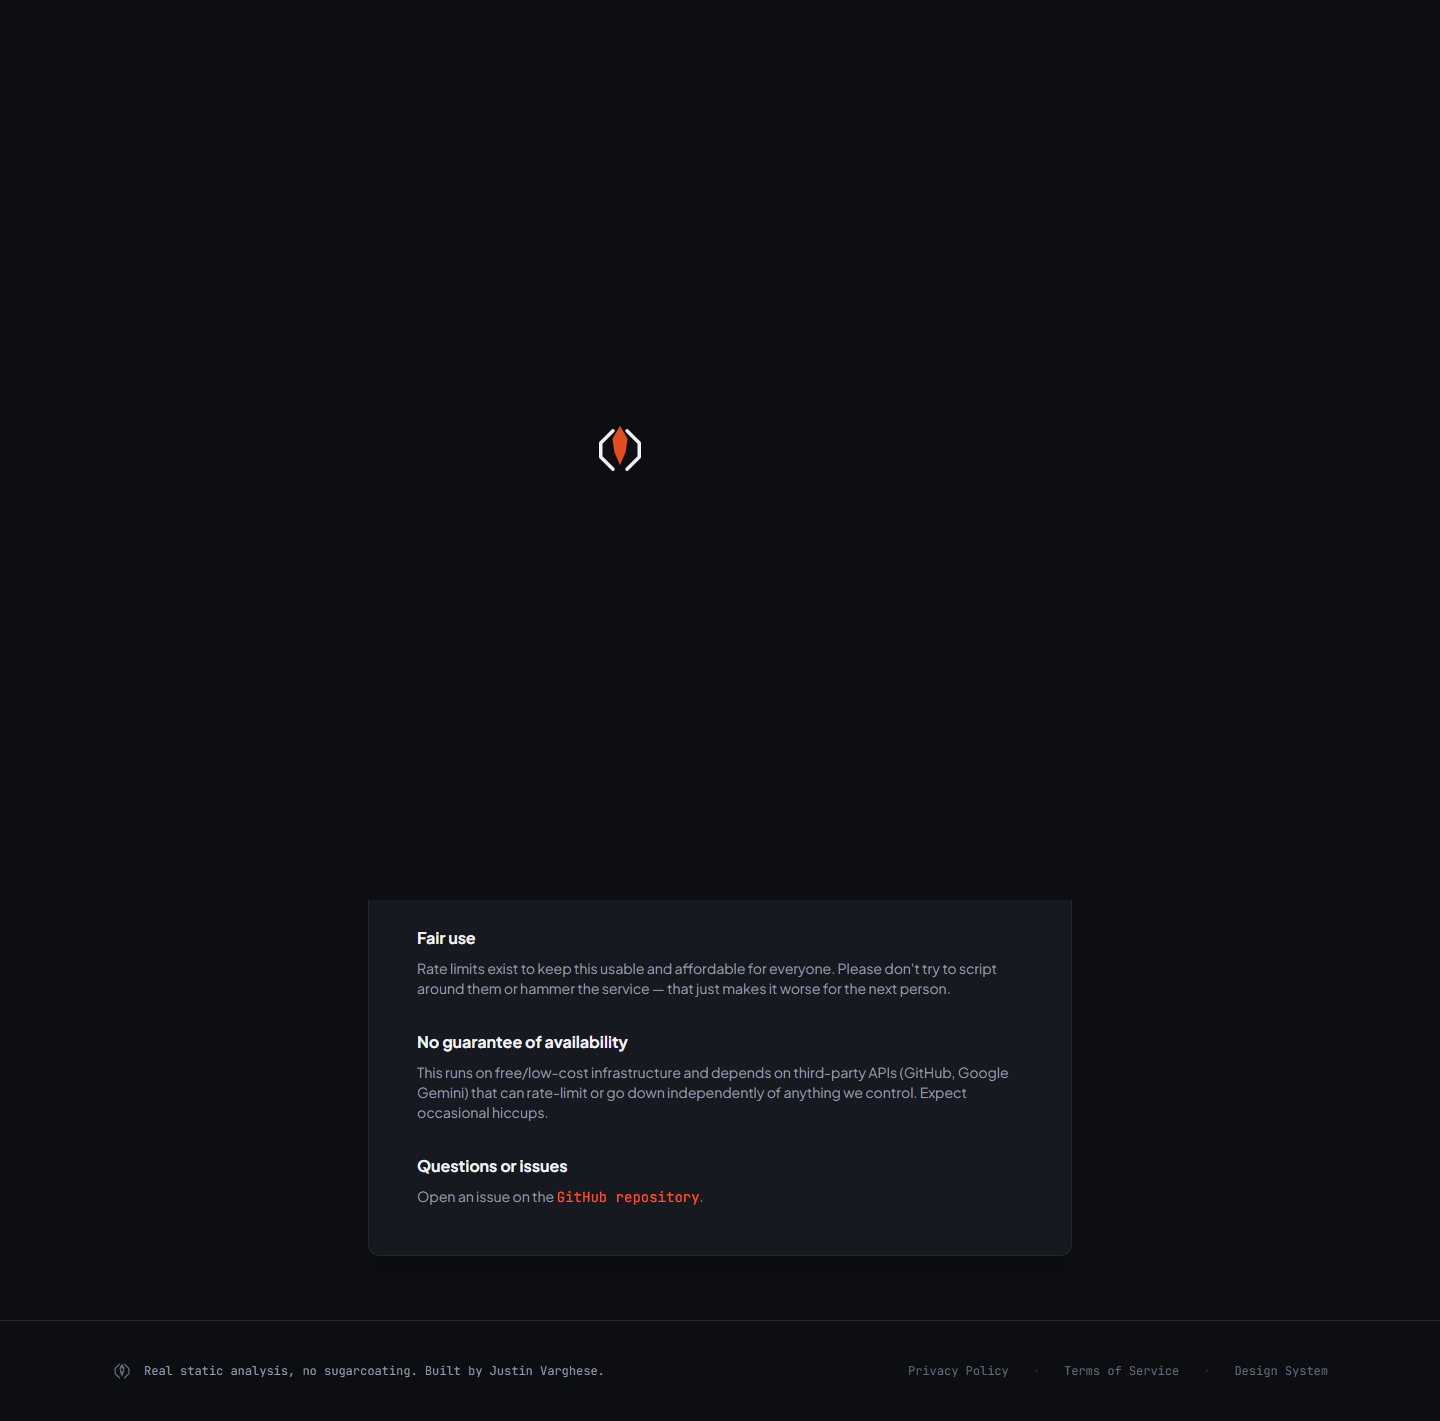 Fair use
Rate limits exist to keep this usable and affordable for everyone. Please don't try to script
around them or hammer the service — that just makes it worse for the next person.
No guarantee of availability
This runs on free/low-cost infrastructure and depends on third-party APIs (GitHub, Google
Gemini) that can rate-limit or go down independently of anything we control. Expect
occasional hiccups.
Questions or issues
Open an issue on the GitHub repository.
Real static analysis, no sugarcoating. Built by Justin Varghese.
Privacy Policy · Terms of Service · Design System